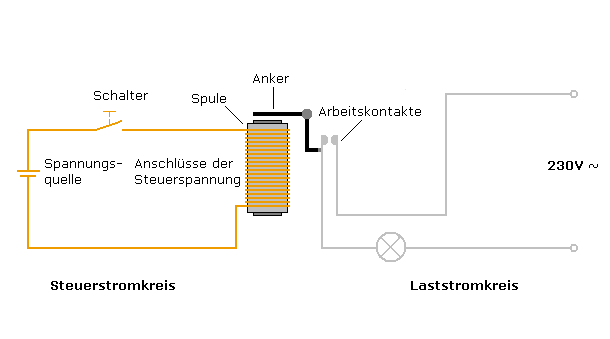 Anker
Schalter
Spule
Arbeitskontakte
Spannungs-
quelle
Anschlüsse der
Steuerspannung
230V ~
Steuerstromkreis
Laststromkreis